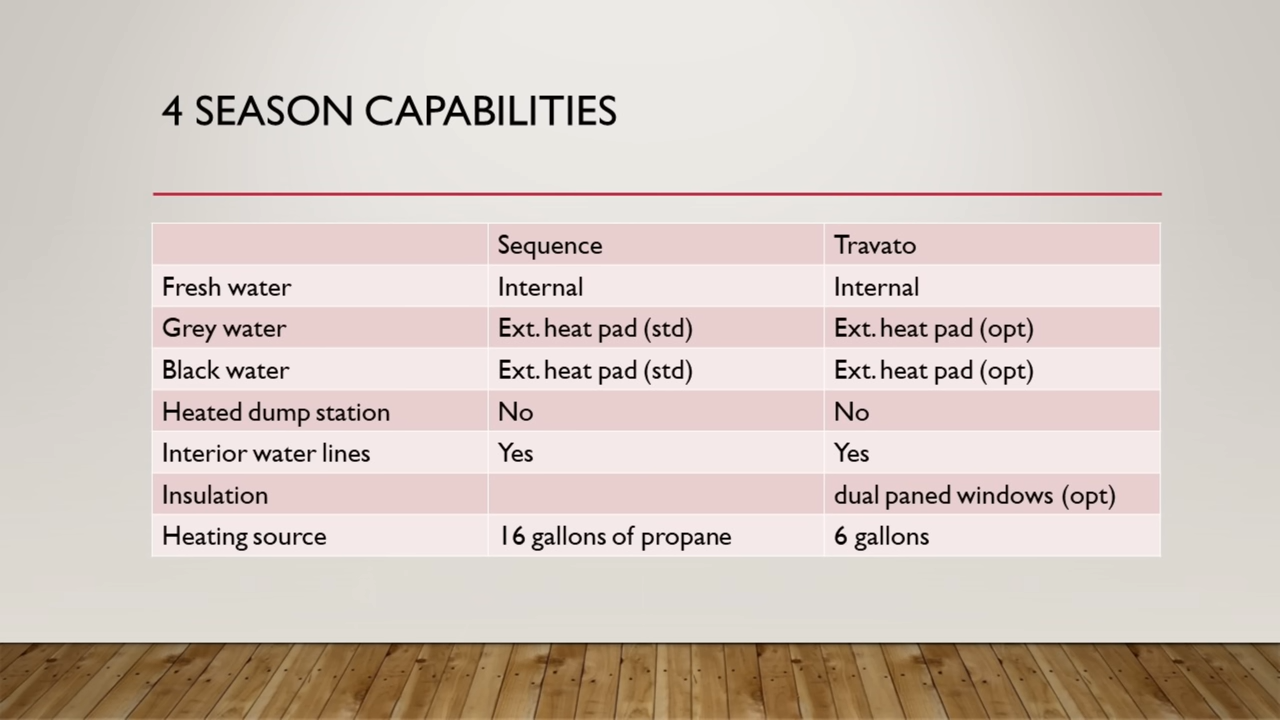 4 SEASON CAPABILITIES
Sequence Travato
Fresh water Internal Internal
Grey water Ext. heat pad (std) Ext. heat pad (opt)
Black water Ext. heat pad (std) Ext. heat pad (opt)
Heated dump station No No
Interior water lines Yes Yes
Insulation dual paned windows (opt)
Heating source 16 gallons of propane 6 gallons